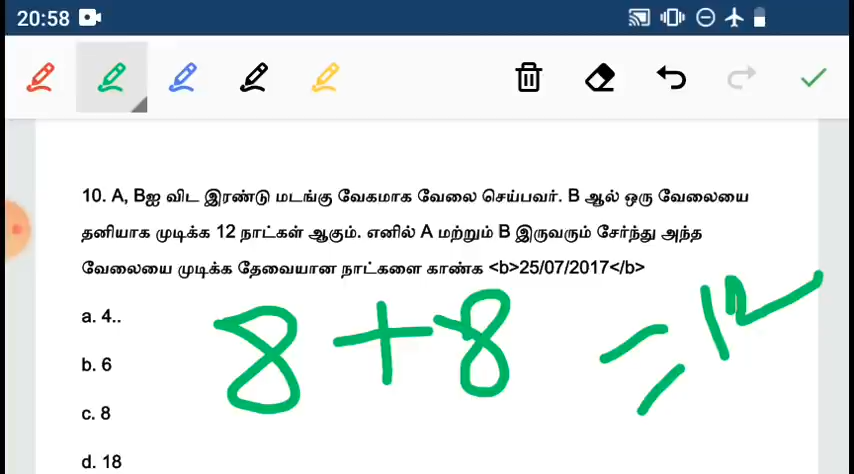 20:58
10. A, Bஐ விட இரண்டு மடங்கு வேகமாக வேலை செய்பவர். B ஆல் ஒரு வேலையை
தனியாக முடிக்க 12 நாட்கள் ஆகும். எனில் A மற்றும் B இருவரும் சேர்ந்து அந்த
வேலையை முடிக்க தேவையான நாட்களை காண்க <b>25/07/2017</b>
a. 4..
8 + 8 = 12
b. 6
c. 8
d. 18